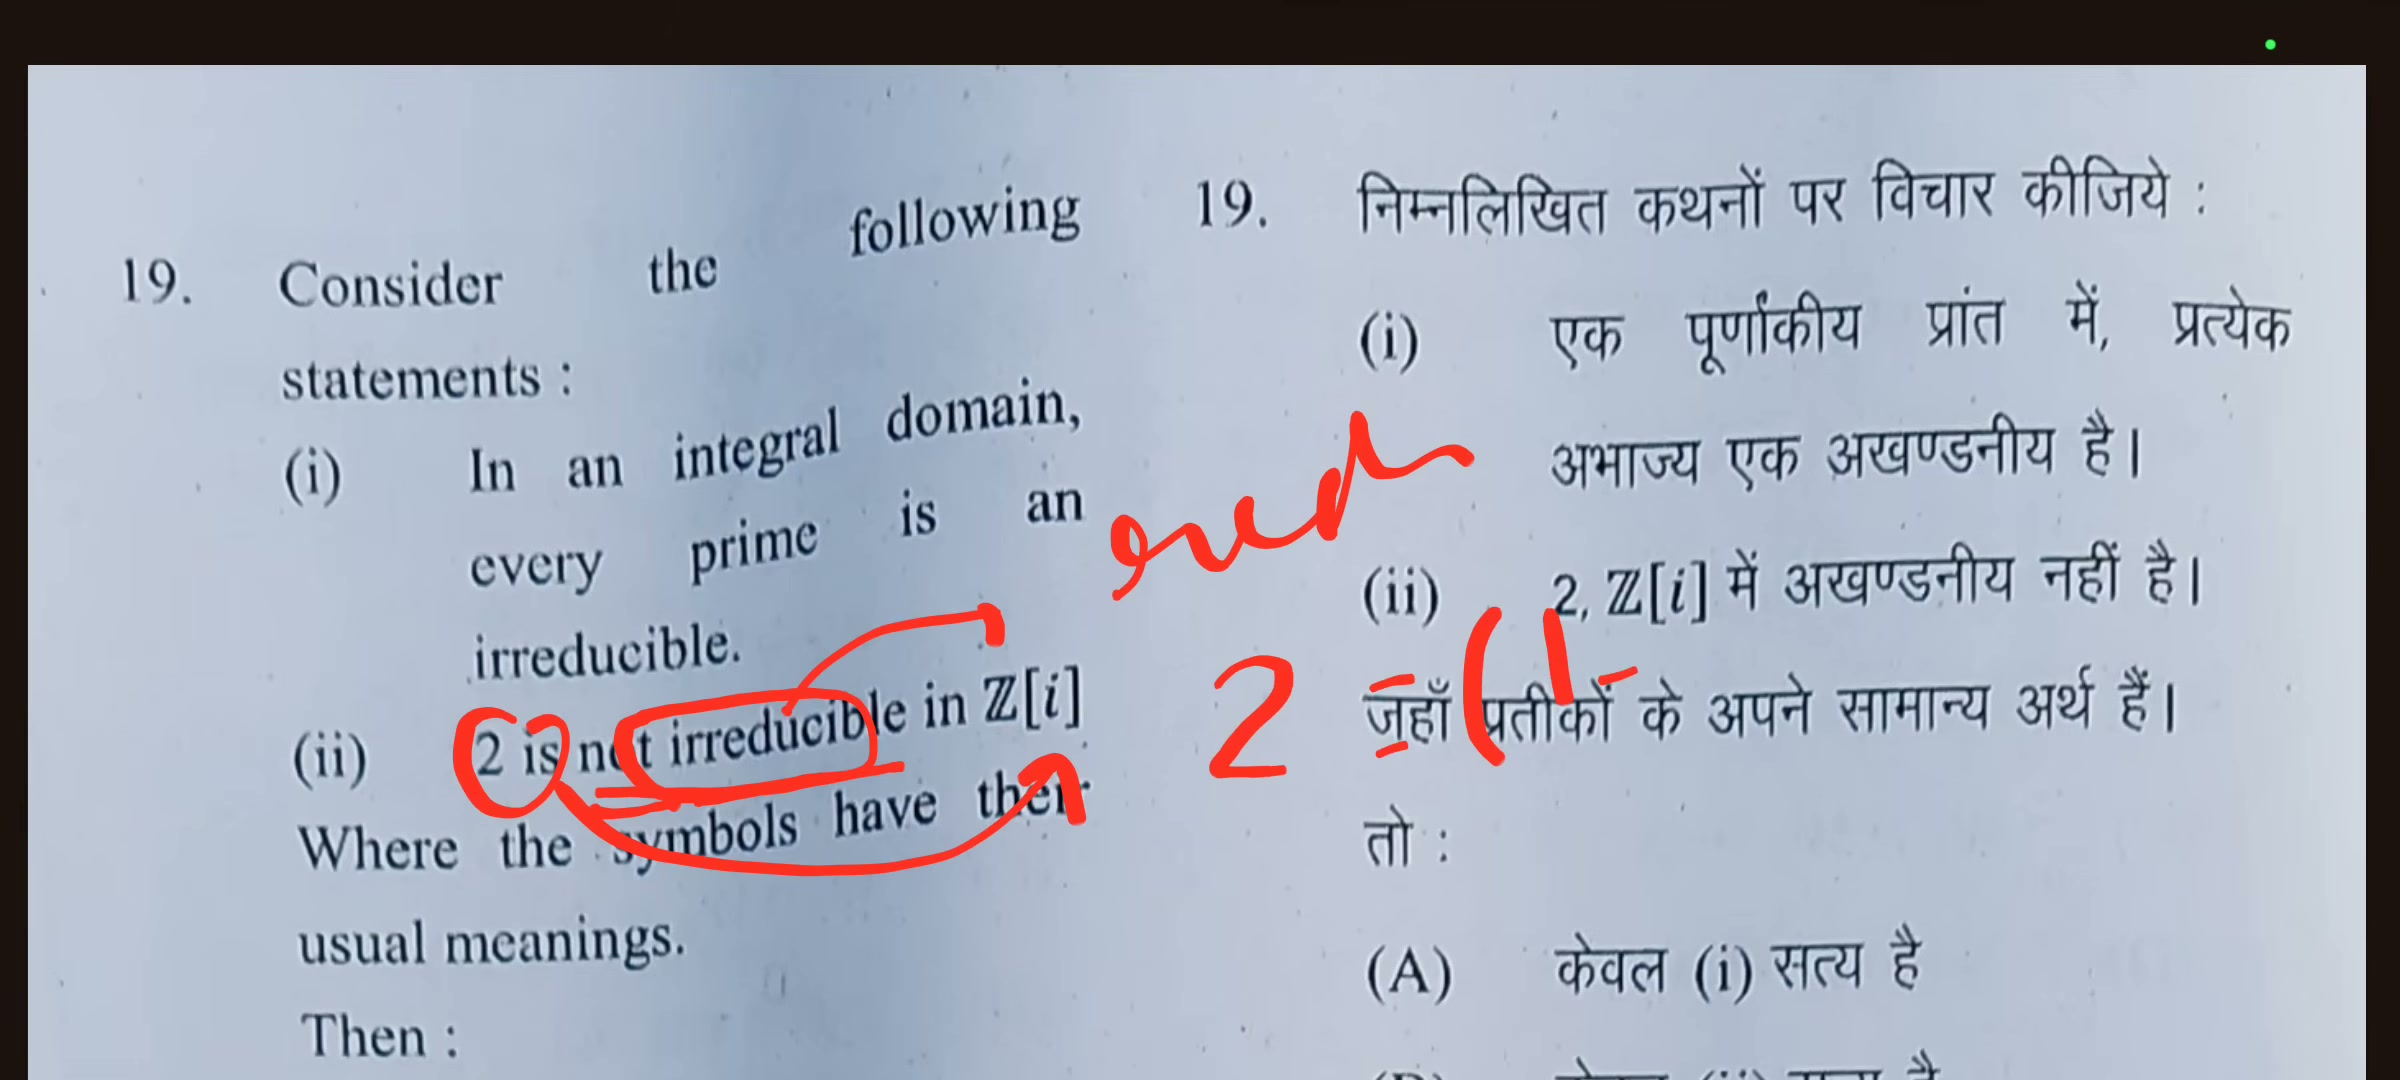 19. Consider the following
statements :
(i) In an integral domain,
every prime is an
irreducible.
(ii) 2 is not irreducible in ℤ[i]
Where the symbols have their
usual meanings.
Then :
red
2 = (1-
19. निम्नलिखित कथनों पर विचार कीजिये :
(i) एक पूर्णांकीय प्रांत में, प्रत्येक
अभाज्य एक अखण्डनीय है।
(ii) 2, ℤ[i] में अखण्डनीय नहीं है।
जहाँ प्रतीकों के अपने सामान्य अर्थ हैं।
तो :
(A) केवल (i) सत्य है